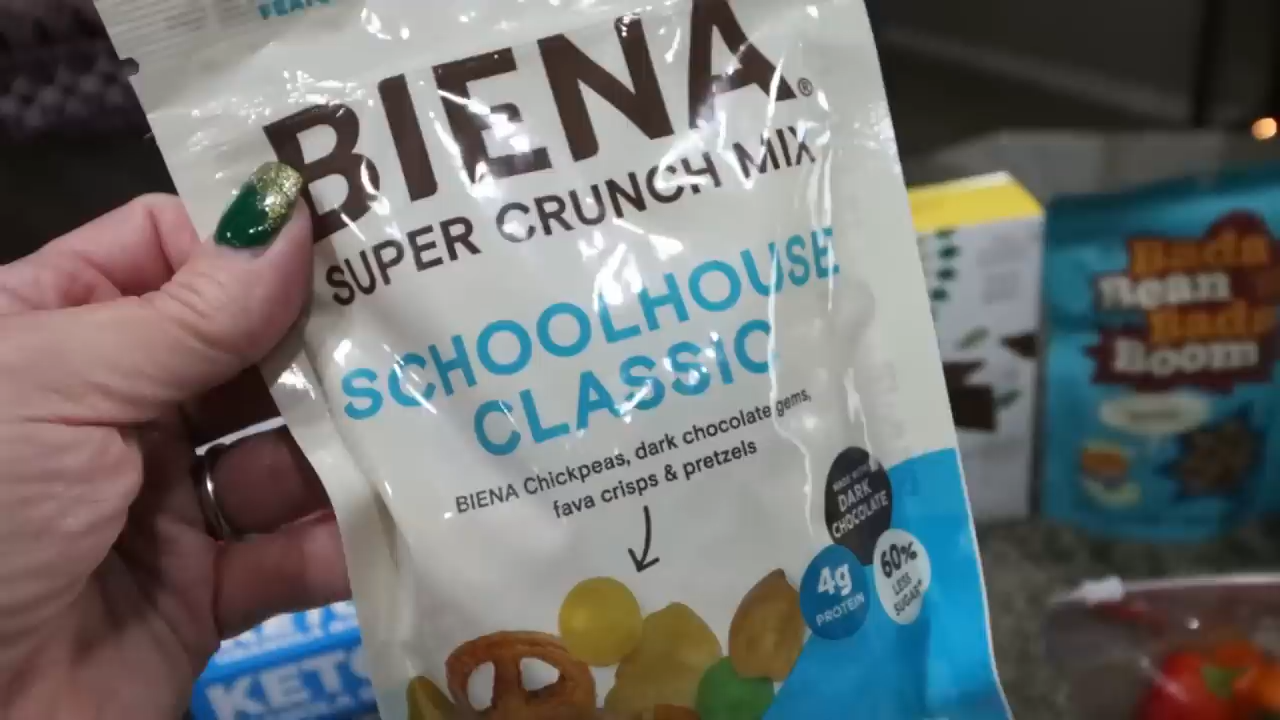 BIENA®
SUPER CRUNCH MIX
SCHOOLHOUSE
CLASSIC
BIENA Chickpeas, dark chocolate gems,
fava crisps & pretzels
MADE WITH
DARK
CHOCOLATE
4g
PROTEIN
60%
LESS
SUGAR*
Bada
Bean
Bada
Boom
KETO